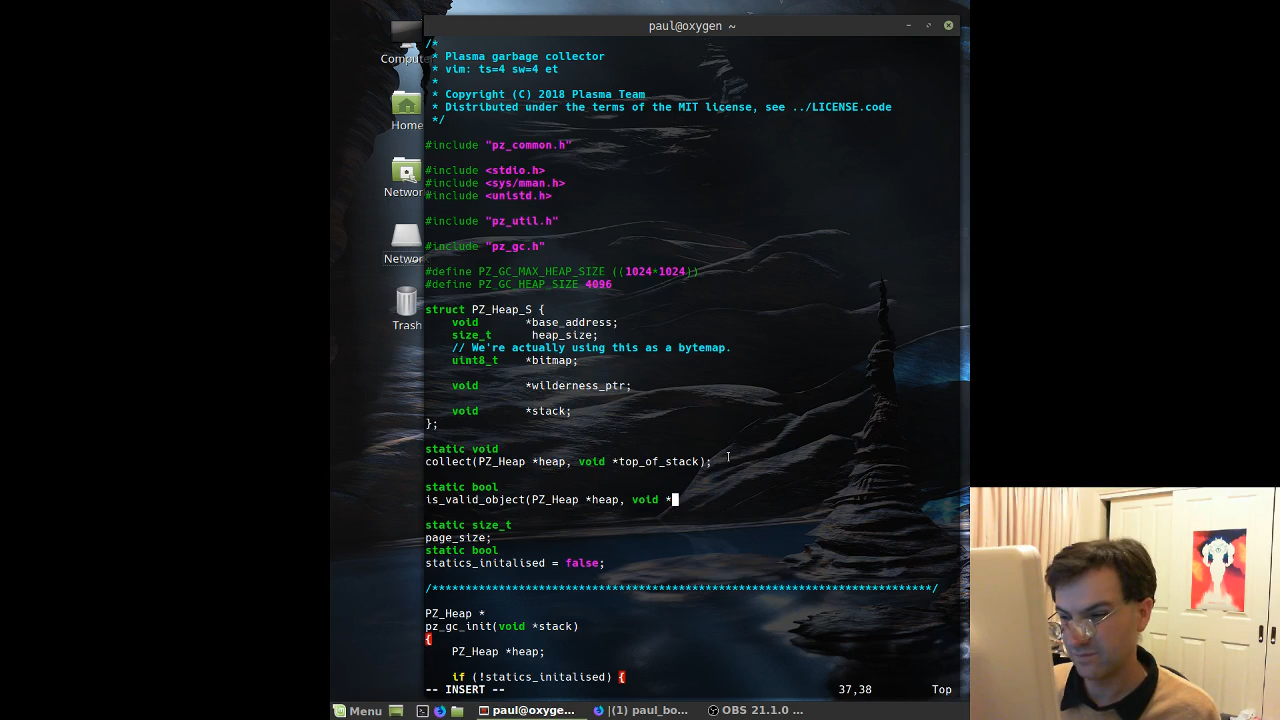 paul@oxygen ~
/*
 * Plasma garbage collector
 * vim: ts=4 sw=4 et
 *
 * Copyright (C) 2018 Plasma Team
 * Distributed under the terms of the MIT license, see ../LICENSE.code
 */
#include "pz_common.h"
#include <stdio.h>
#include <sys/mman.h>
#include <unistd.h>
#include "pz_util.h"
#include "pz_gc.h"
#define PZ_GC_MAX_HEAP_SIZE ((1024*1024))
#define PZ_GC_HEAP_SIZE 4096
struct PZ_Heap_S {
    void       *base_address;
    size_t      heap_size;
    // We're actually using this as a bytemap.
    uint8_t    *bitmap;
    void       *wilderness_ptr;
    void       *stack;
};
static void
collect(PZ_Heap *heap, void *top_of_stack);
static bool
is_valid_object(PZ_Heap *heap, void *
static size_t
page_size;
static bool
statics_initalised = false;
/****************************************************************************/
PZ_Heap *
pz_gc_init(void *stack)
{
    PZ_Heap *heap;
    if (!statics_initalised) {
-- INSERT --                                                  37,38         Top
Comput
Home
Networ
Networ
Trash
Menu
paul@oxyge...
(1) paul_bo...
OBS 21.1.0 ...